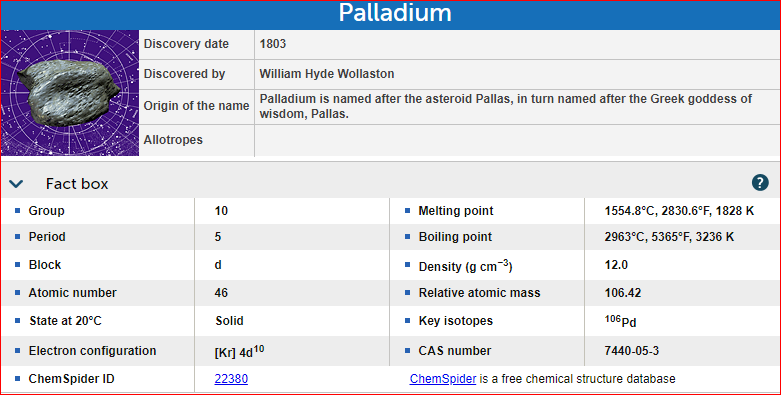 Palladium
Discovery date 1803
Discovered by William Hyde Wollaston
Origin of the name Palladium is named after the asteroid Pallas, in turn named after the Greek goddess of
wisdom, Pallas.
Allotropes
Fact box ?
Group 10 Melting point 1554.8°C, 2830.6°F, 1828 K
Period 5 Boiling point 2963°C, 5365°F, 3236 K
Block d Density (g cm⁻³) 12.0
Atomic number 46 Relative atomic mass 106.42
State at 20°C Solid Key isotopes ¹⁰⁶Pd
Electron configuration [Kr] 4d¹⁰ CAS number 7440-05-3
ChemSpider ID 22380 ChemSpider is a free chemical structure database